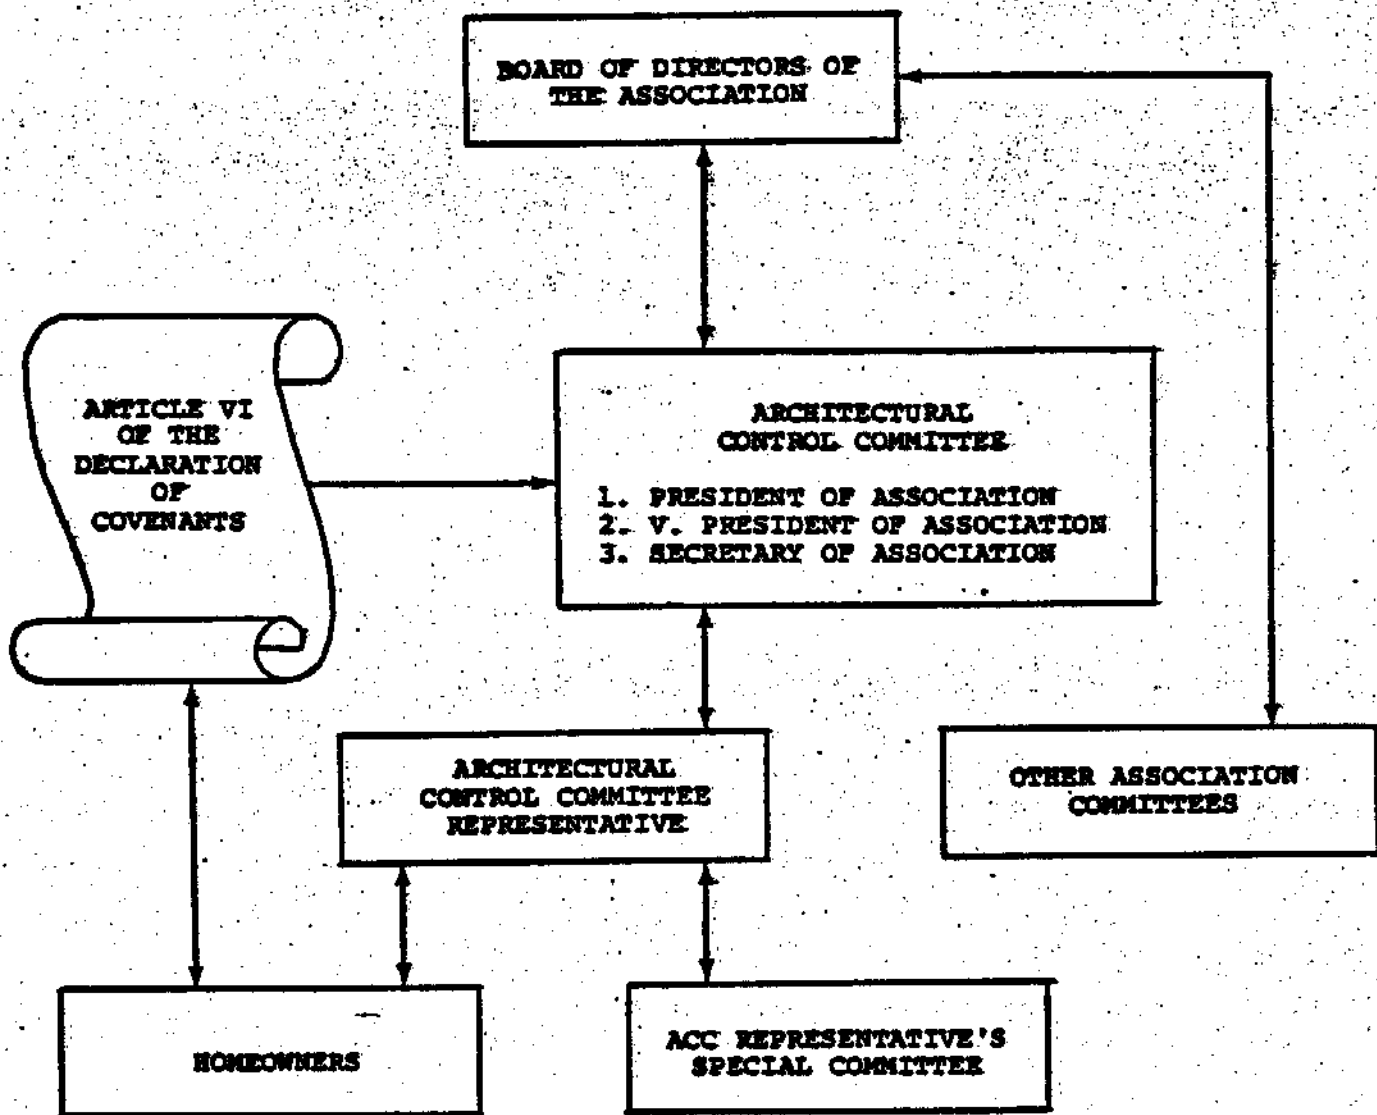 BOARD OF DIRECTORS OF
THE ASSOCIATION
ARTICLE VI
OF THE
DECLARATION
OF
COVENANTS
ARCHITECTURAL
CONTROL COMMITTEE
1. PRESIDENT OF ASSOCIATION
2. V. PRESIDENT OF ASSOCIATION
3. SECRETARY OF ASSOCIATION
ARCHITECTURAL
CONTROL COMMITTEE
REPRESENTATIVE
OTHER ASSOCIATION
COMMITTEES
HOMEOWNERS
ACC REPRESENTATIVE'S
SPECIAL COMMITTEE